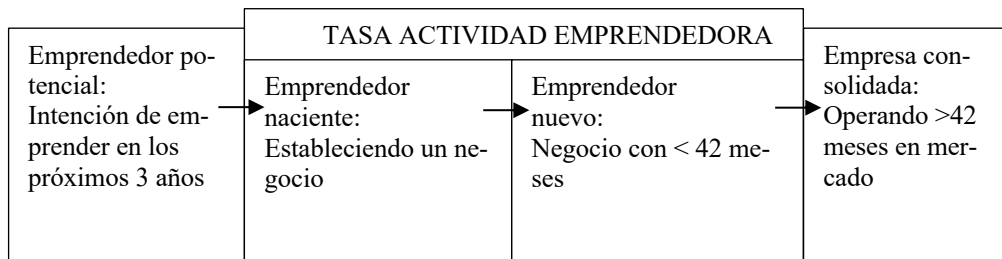 TASA ACTIVIDAD EMPRENDEDORA
Emprendedor po-
tencial:
Intención de em-
prender en los
próximos 3 años
Emprendedor
naciente:
Estableciendo un ne-
gocio
Emprendedor
nuevo:
Negocio con < 42 me-
ses
Empresa con-
solidada:
Operando >42
meses en mer-
cado